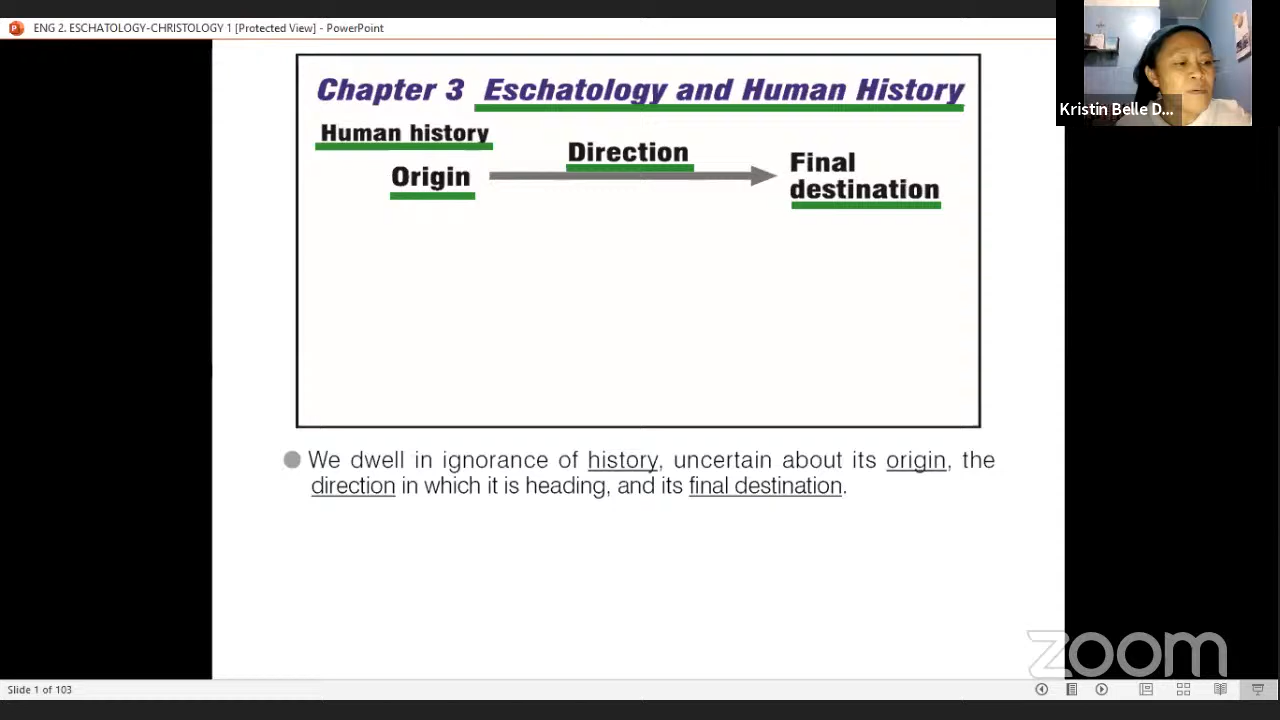 ENG 2. ESCHATOLOGY-CHRISTOLOGY 1 [Protected View] - PowerPoint
Kristin Belle D...
Chapter 3 Eschatology and Human History
Human history
Origin
Direction
Final
destination
We dwell in ignorance of history, uncertain about its origin, the
direction in which it is heading, and its final destination.
zoom
Slide 1 of 103